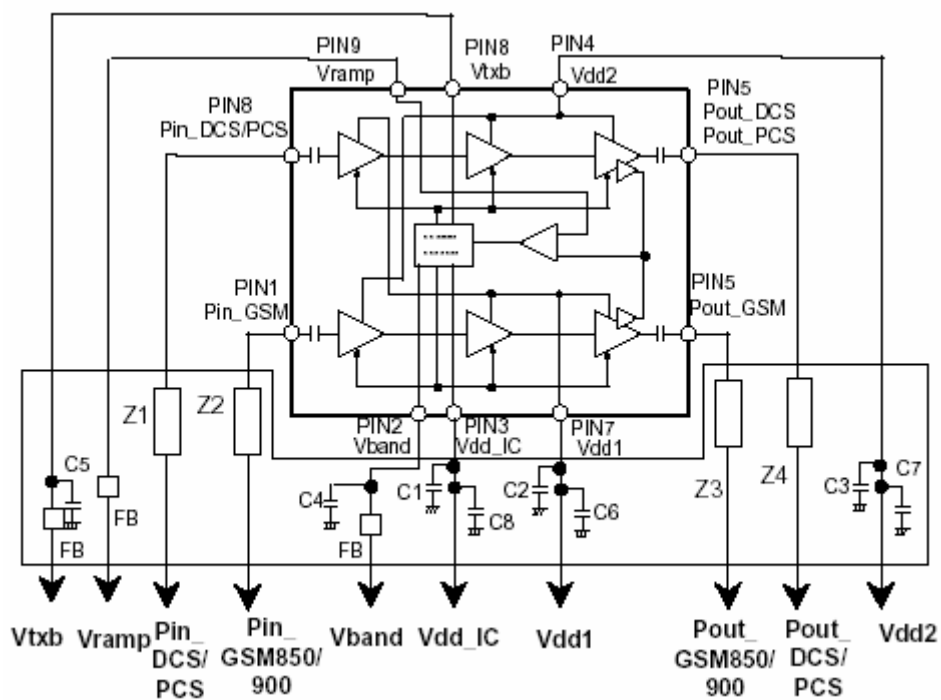 PIN9
Vramp
PIN8
Vtxb
PIN4
Vdd2
PIN5
Pout_DCS
Pout_PCS
PIN8
Pin_DCS/PCS
PIN1
Pin_GSM
PIN5
Pout_GSM
PIN2
Vband
PIN3
Vdd_IC
PIN7
Vdd1
Z1
Z2
Z3
Z4
C5
FB
FB
C4
FB
C1
C8
C2
C6
C3
C7
Vtxb
Vramp
Pin_
DCS/
PCS
Pin_
GSM850/
900
Vband
Vdd_IC
Vdd1
Pout_
GSM850/
900
Pout_
DCS/
PCS
Vdd2